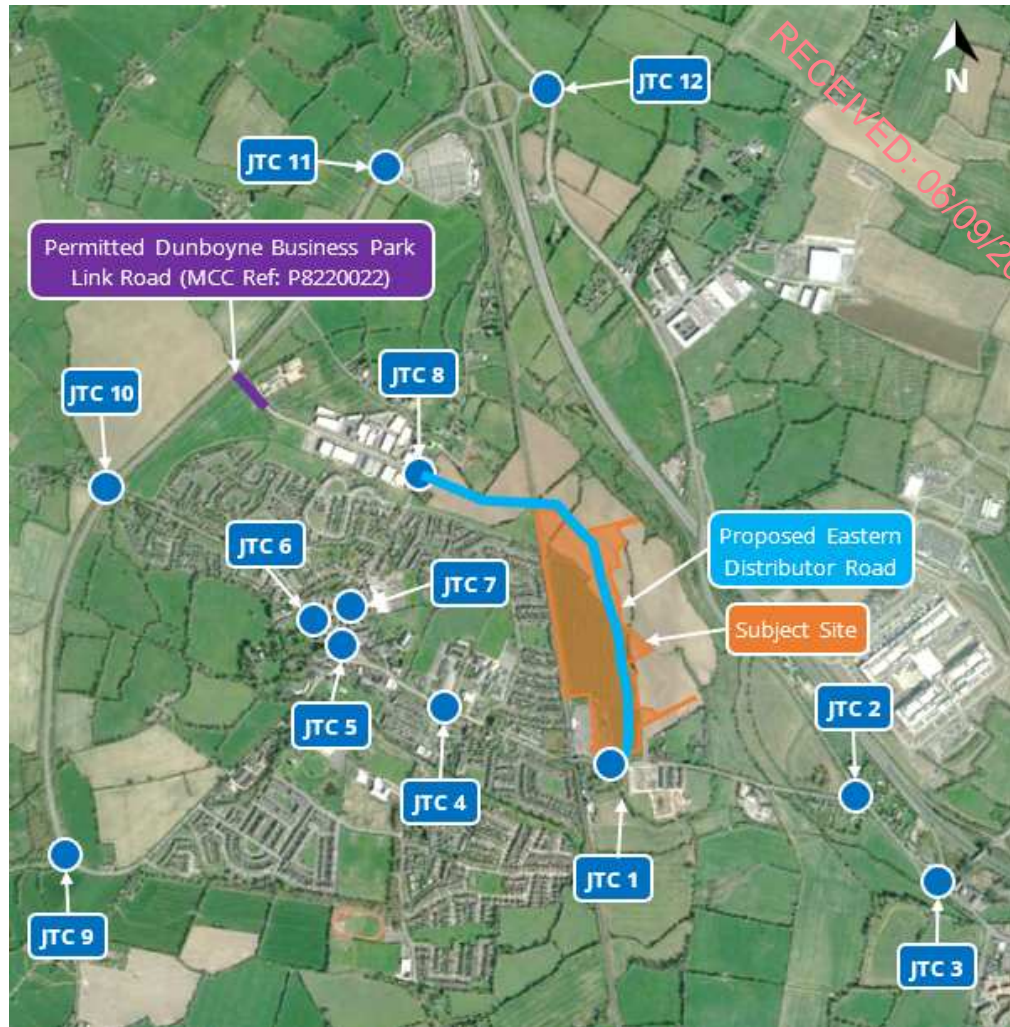 RECEIVED: 06/09/20
N
JTC 12
JTC 11
Permitted Dunboyne Business Park
Link Road (MCC Ref: P8220022)
JTC 8
JTC 10
Proposed Eastern
Distributor Road
JTC 6
JTC 7
Subject Site
JTC 2
JTC 5
JTC 4
JTC 1
JTC 9
JTC 3